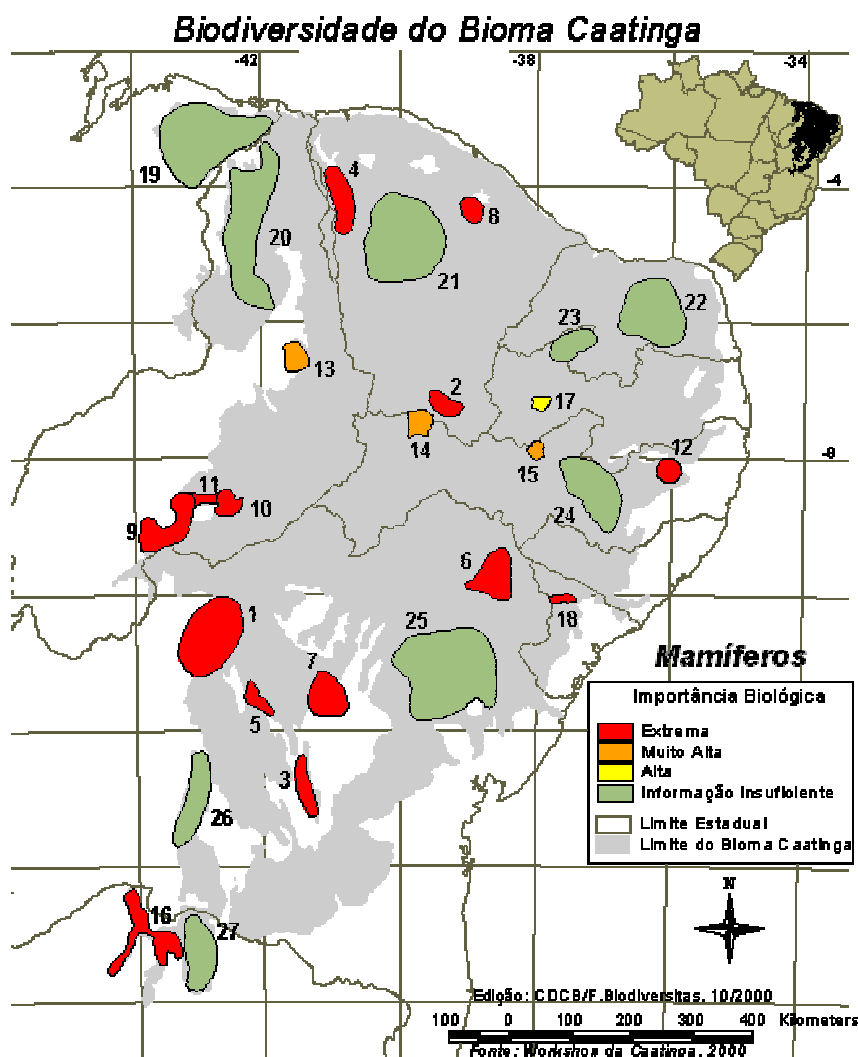 Biodiversidade do Bioma Caatinga
-42
-38
-34
-4
19
4
8
20
21
22
23
13
2
17
14
15
12
-8
11
10
9
24
6
1
25
18
7
5
Mamíferos
Importância Biológica
Extrema
Muito Alta
Alta
Informação Insuficiente
Limite Estadual
Limite do Bioma Caatinga
3
26
N
16
27
Edição: CDCB/F.Biodiversitas, 10/2000
100 0 100 200 300 400 Kilometers
Fonte: Workshop da Caatinga, 2000